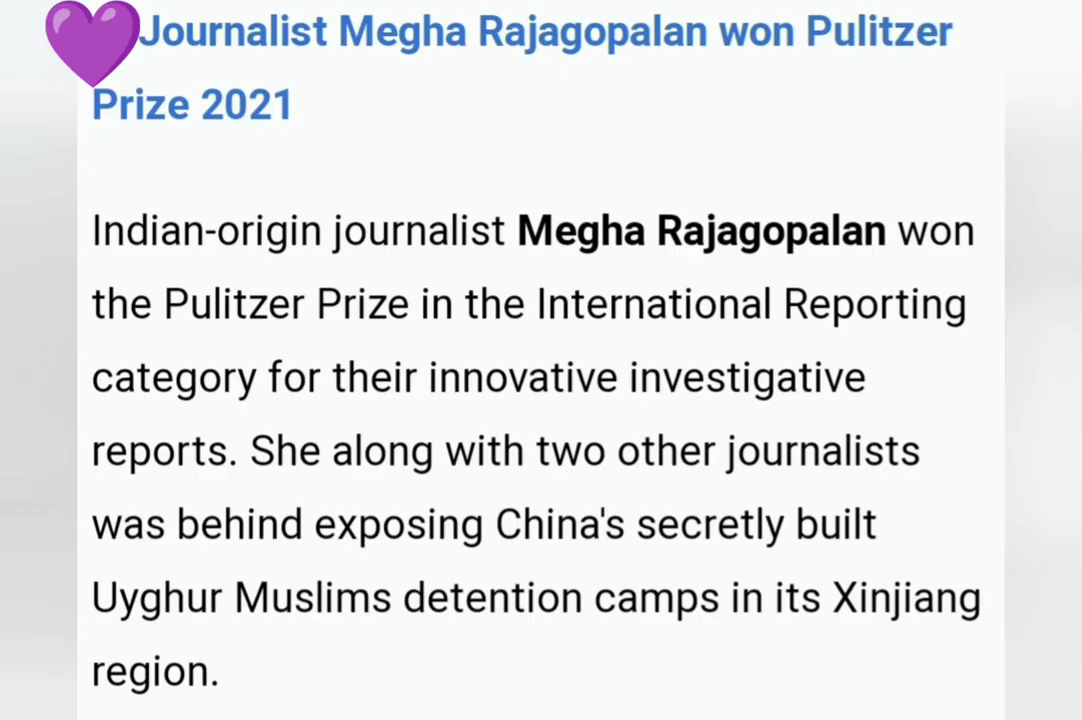 Journalist Megha Rajagopalan won Pulitzer
Prize 2021
Indian-origin journalist Megha Rajagopalan won
the Pulitzer Prize in the International Reporting
category for their innovative investigative
reports. She along with two other journalists
was behind exposing China's secretly built
Uyghur Muslims detention camps in its Xinjiang
region.